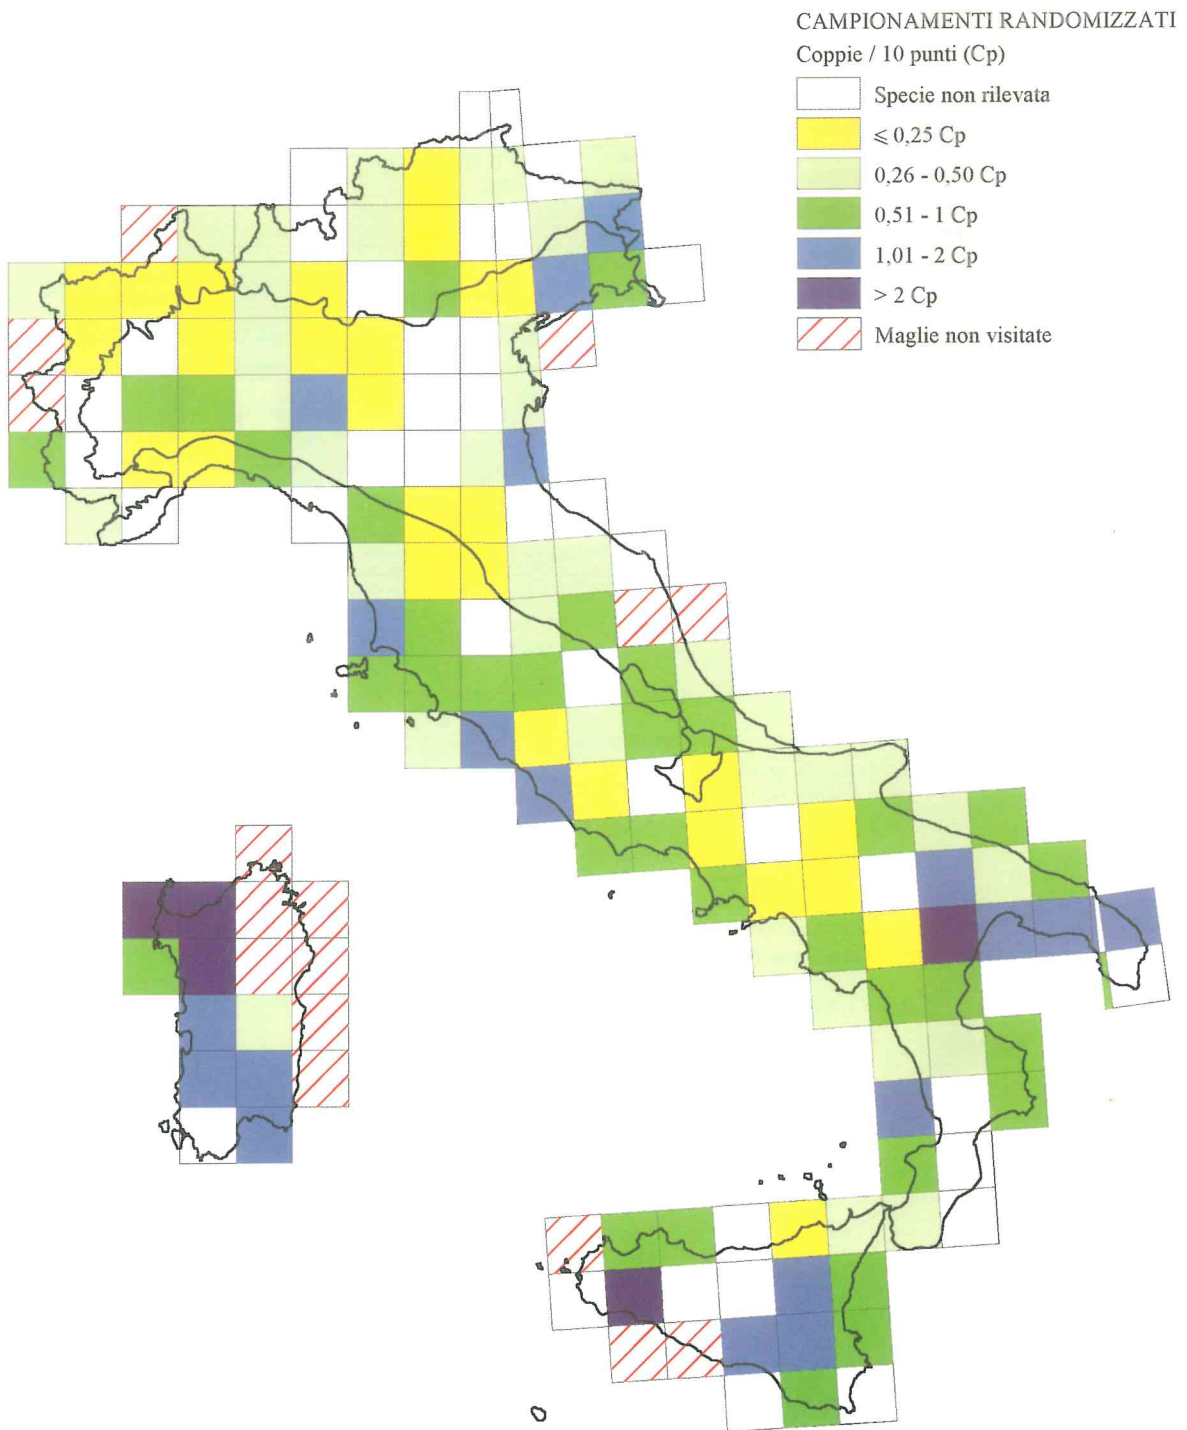 CAMPIONAMENTI RANDOMIZZATI
Coppie / 10 punti (Cp)
Specie non rilevata
⩽ 0,25 Cp
0,26 - 0,50 Cp
0,51 - 1 Cp
1,01 - 2 Cp
> 2 Cp
Maglie non visitate